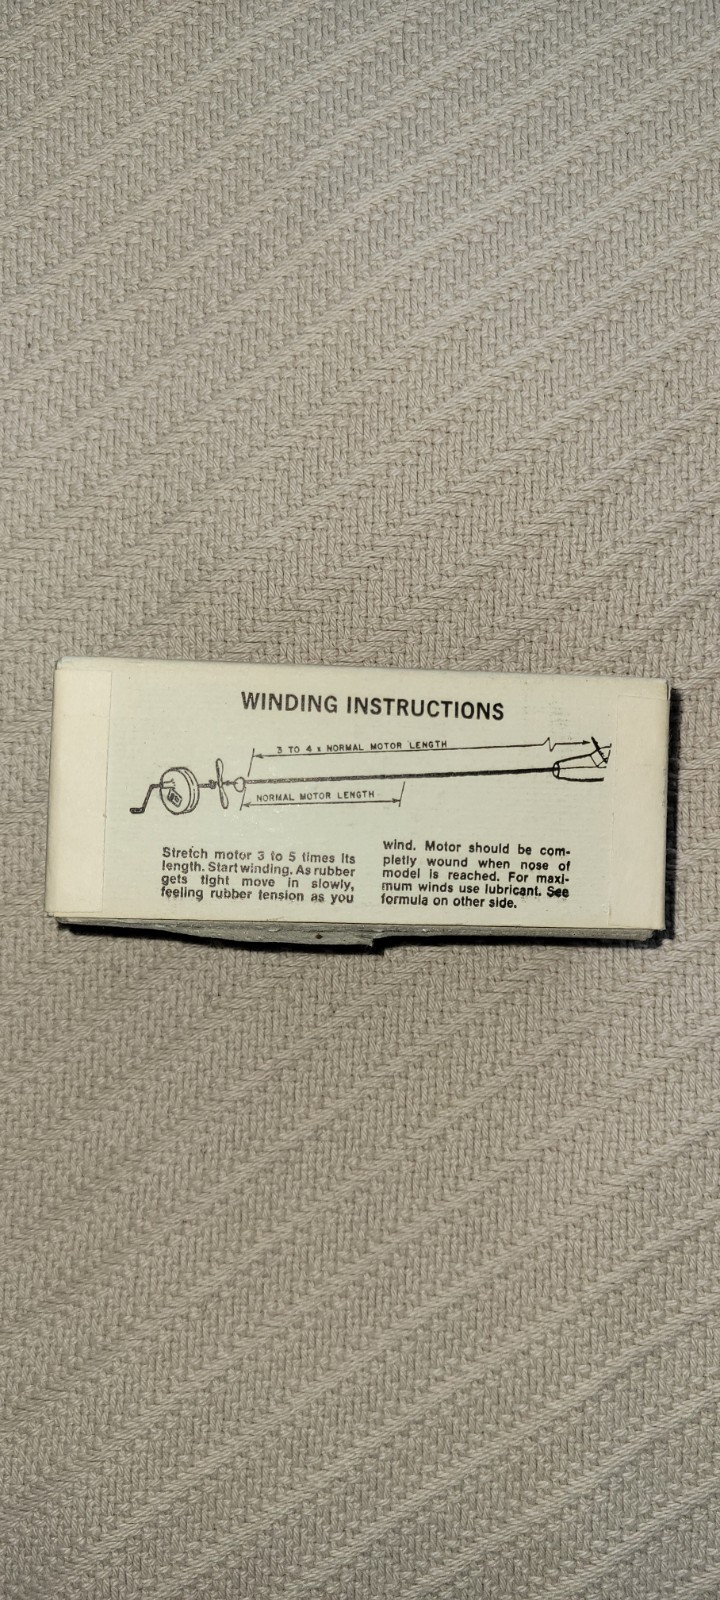 WINDING INSTRUCTIONS
3 TO 4 x NORMAL MOTOR LENGTH
NORMAL MOTOR LENGTH
Stretch motor 3 to 5 times its
length. Start winding. As rubber
gets tight move in slowly,
feeling rubber tension as you
wind. Motor should be com-
pletly wound when nose of
model is reached. For maxi-
mum winds use lubricant. See
formula on other side.